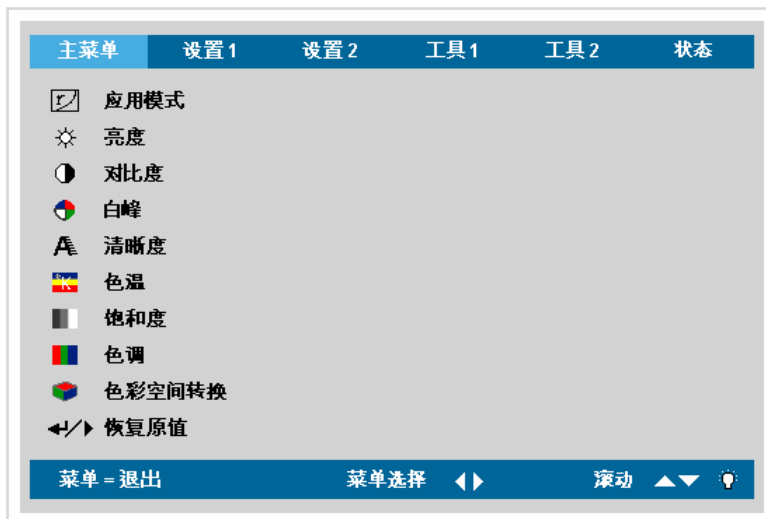 主菜单 设置1 设置2 工具1 工具2 状态
应用模式
亮度
对比度
白峰
清晰度
色温
饱和度
色调
色彩空间转换
恢复原值
菜单=退出 菜单选择 滚动